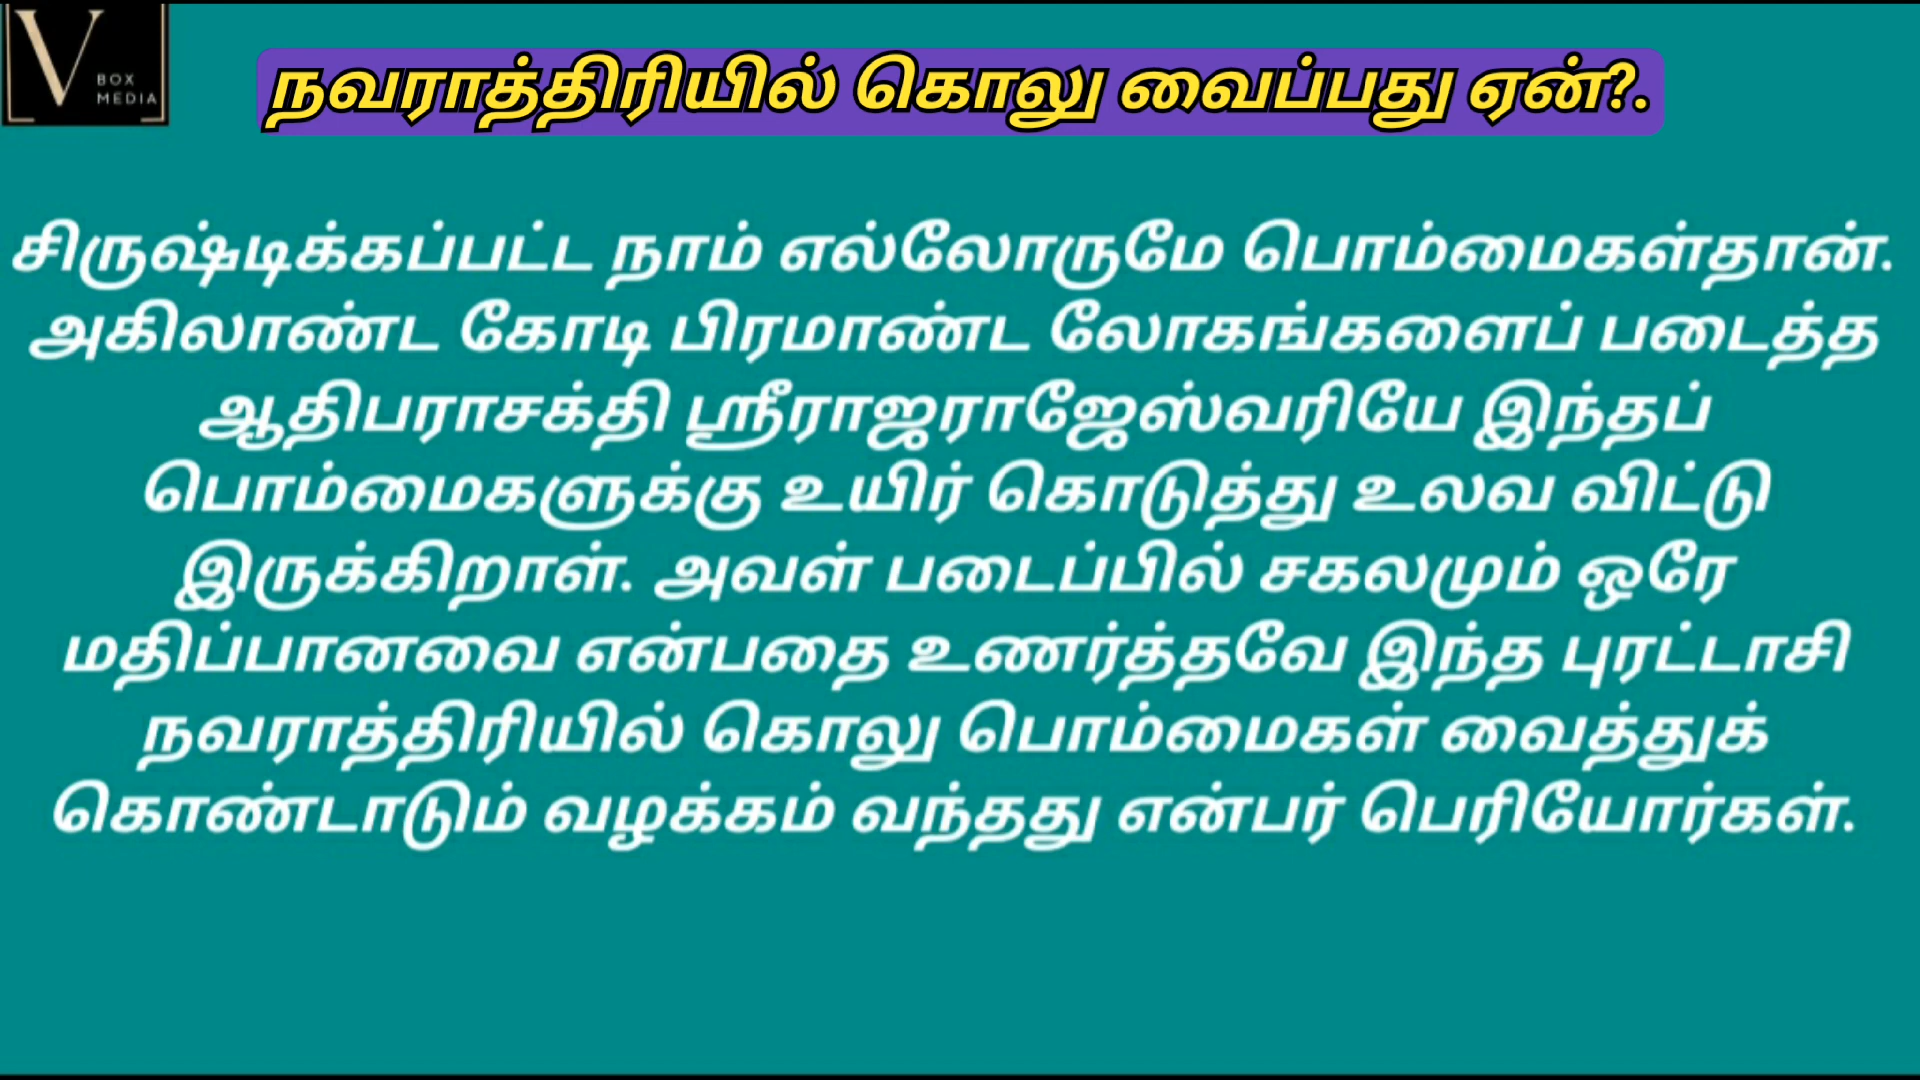 V BOX
MEDIA
நவராத்திரியில் கொலு வைப்பது ஏன்?.
சிருஷ்டிக்கப்பட்ட நாம் எல்லோருமே பொம்மைகள்தான்.
அகிலாண்ட கோடி பிரமாண்ட லோகங்களைப் படைத்த
ஆதிபராசக்தி ஸ்ரீராஜராஜேஸ்வரியே இந்தப்
பொம்மைகளுக்கு உயிர் கொடுத்து உலவ விட்டு
இருக்கிறாள். அவள் படைப்பில் சகலமும் ஒரே
மதிப்பானவை என்பதை உணர்த்தவே இந்த புரட்டாசி
நவராத்திரியில் கொலு பொம்மைகள் வைத்துக்
கொண்டாடும் வழக்கம் வந்தது என்பர் பெரியோர்கள்.